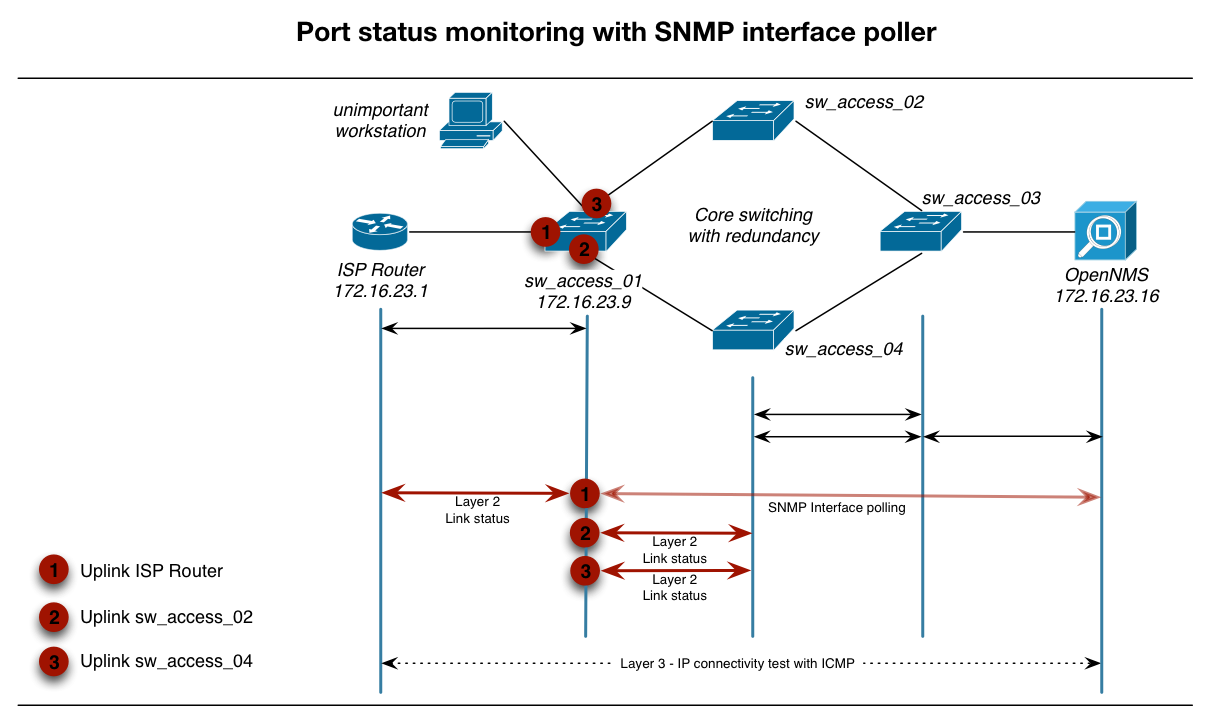 Port status monitoring with SNMP interface poller
unimportant
workstation
sw_access_02
3
sw_access_03
Core switching
with redundancy
1
2
ISP Router
172.16.23.1
sw_access_01
172.16.23.9
OpenNMS
172.16.23.16
sw_access_04
1
Layer 2
Link status
SNMP Interface polling
2
Layer 2
Link status
3
Layer 2
Link status
1 Uplink ISP Router
2 Uplink sw_access_02
3 Uplink sw_access_04
Layer 3 - IP connectivity test with ICMP